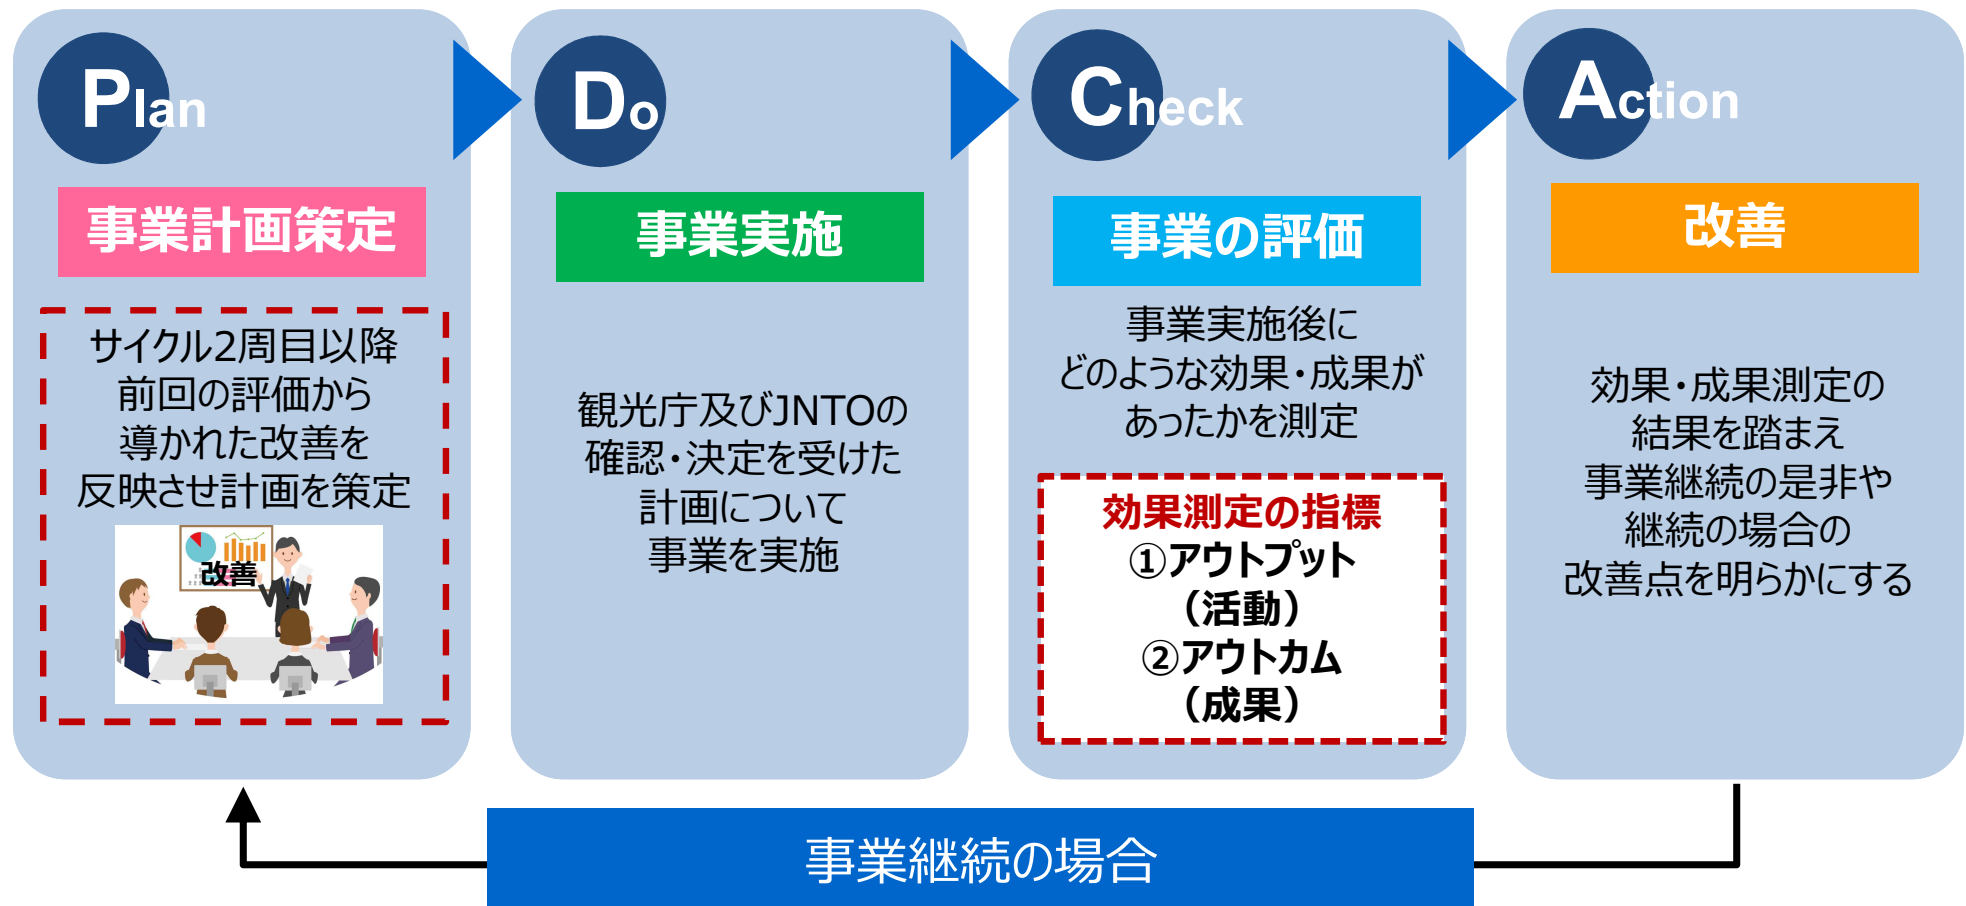 Plan
事業計画策定
サイクル2周目以降
前回の評価から
導かれた改善を
反映させ計画を策定
改善
Do
事業実施
観光庁及びJNTOの
確認・決定を受けた
計画について
事業を実施
Check
事業の評価
事業実施後に
どのような効果・成果が
あったかを測定
効果測定の指標
①アウトプット
（活動）
②アウトカム
（成果）
Action
改善
効果・成果測定の
結果を踏まえ
事業継続の是非や
継続の場合の
改善点を明らかにする
事業継続の場合